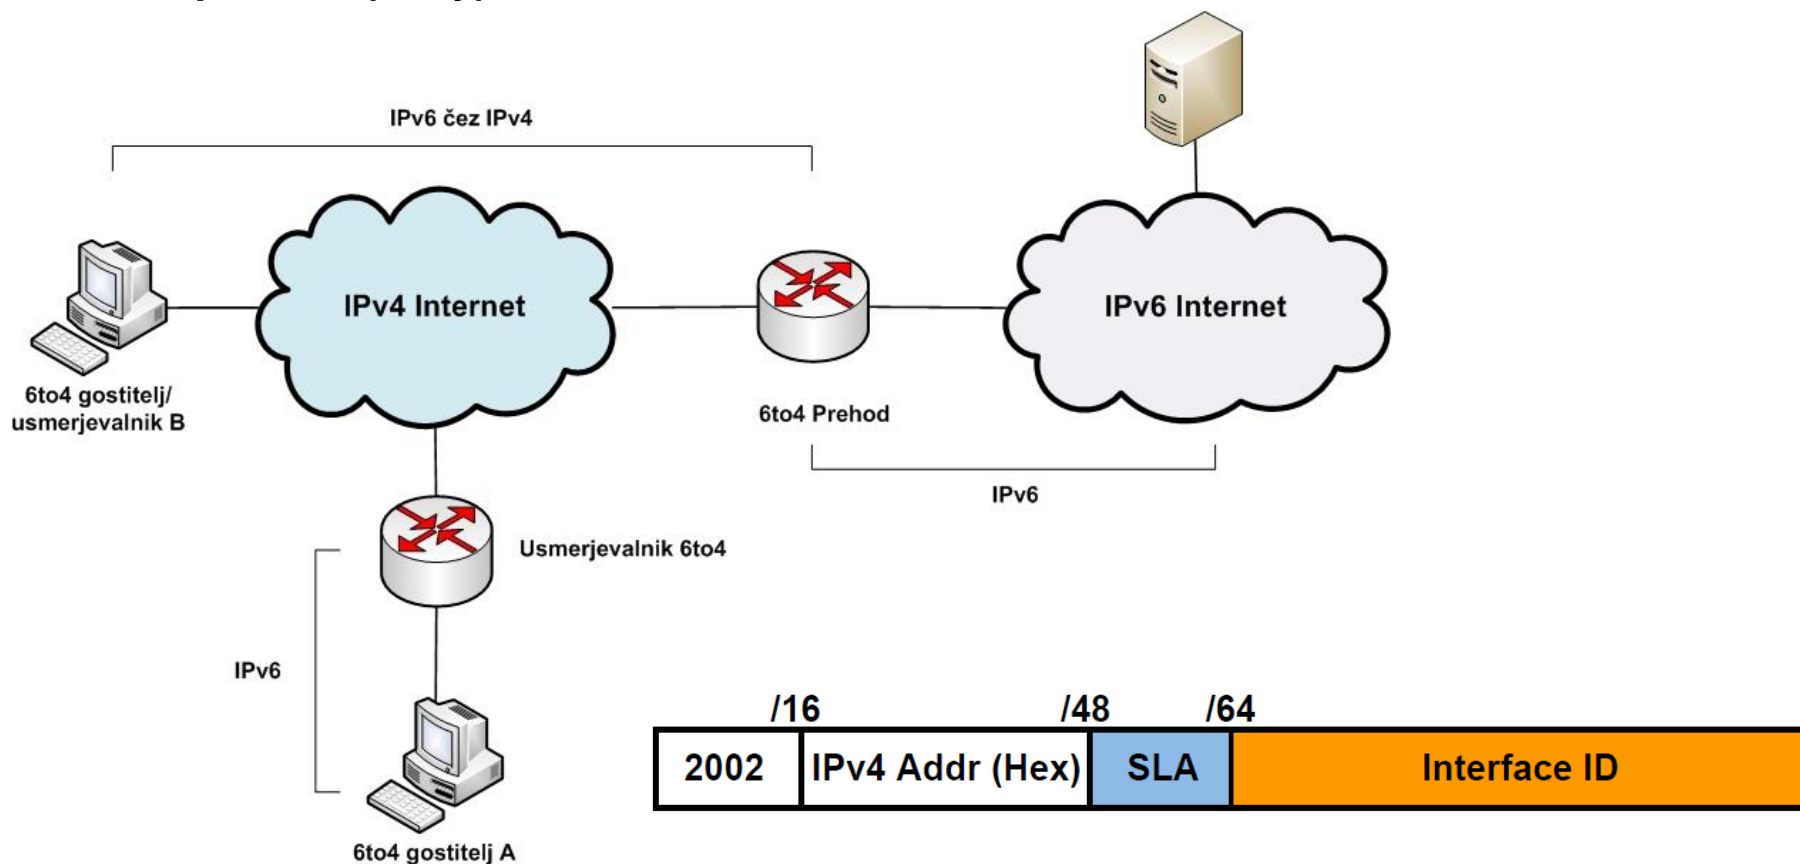 IPv6 čez IPv4
IPv4 Internet
IPv6 Internet
6to4 gostitelj/
usmerjevalnik B
6to4 Prehod
IPv6
Usmerjevalnik 6to4
IPv6
6to4 gostitelj A
/16
/48
/64
2002
IPv4 Addr (Hex)
SLA
Interface ID